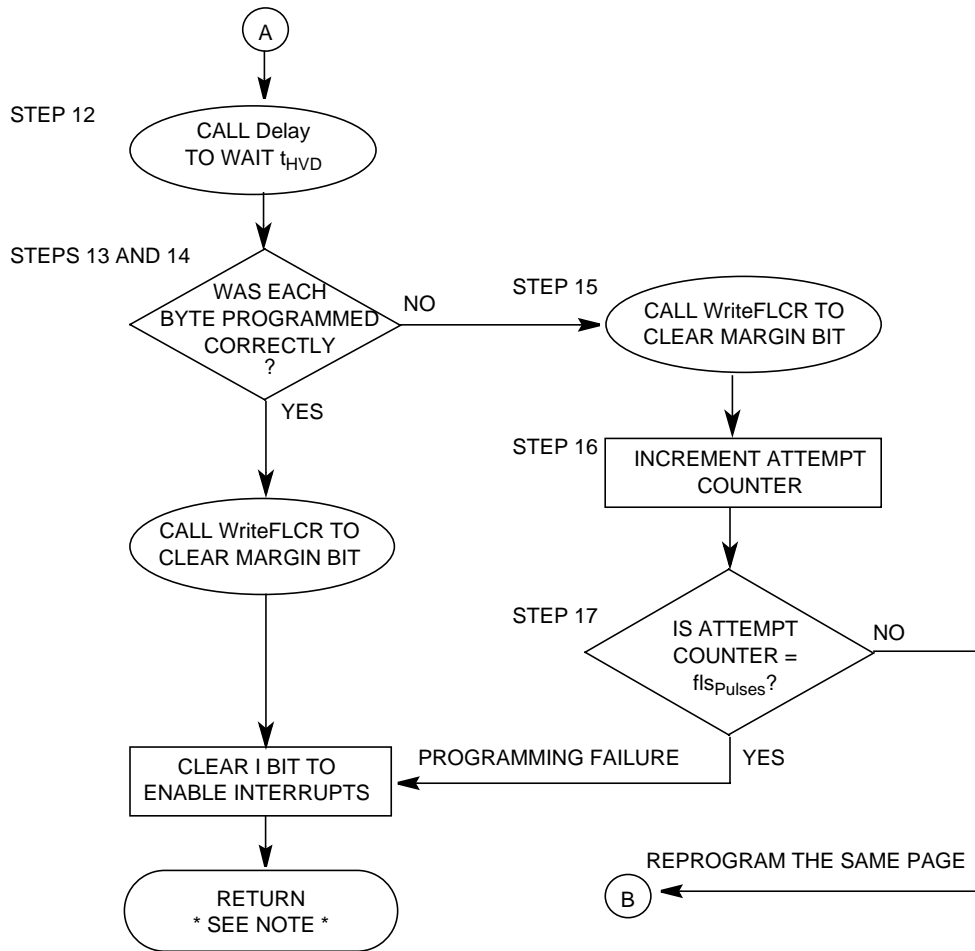 A
STEP 12
CALL Delay
TO WAIT tHVD
STEPS 13 AND 14
WAS EACH
BYTE PROGRAMMED
CORRECTLY
?
NO
YES
STEP 15
CALL WriteFLCR TO
CLEAR MARGIN BIT
STEP 16
INCREMENT ATTEMPT
COUNTER
CALL WriteFLCR TO
CLEAR MARGIN BIT
STEP 17
IS ATTEMPT
COUNTER =
flsPulses?
NO
YES
PROGRAMMING FAILURE
CLEAR I BIT TO
ENABLE INTERRUPTS
REPROGRAM THE SAME PAGE
B
RETURN
* SEE NOTE *